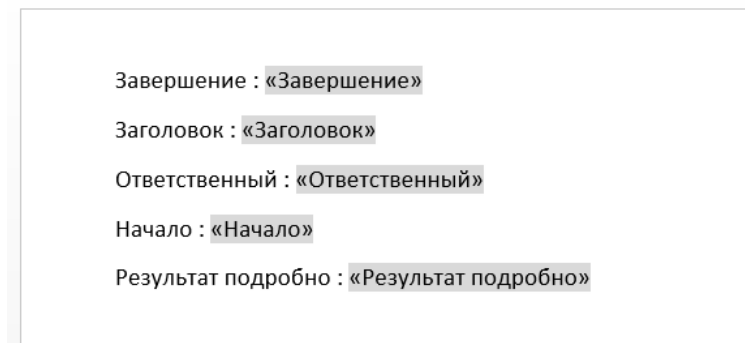 Завершение : «Завершение»
Заголовок : «Заголовок»
Ответственный : «Ответственный»
Начало : «Начало»
Результат подробно : «Результат подробно»